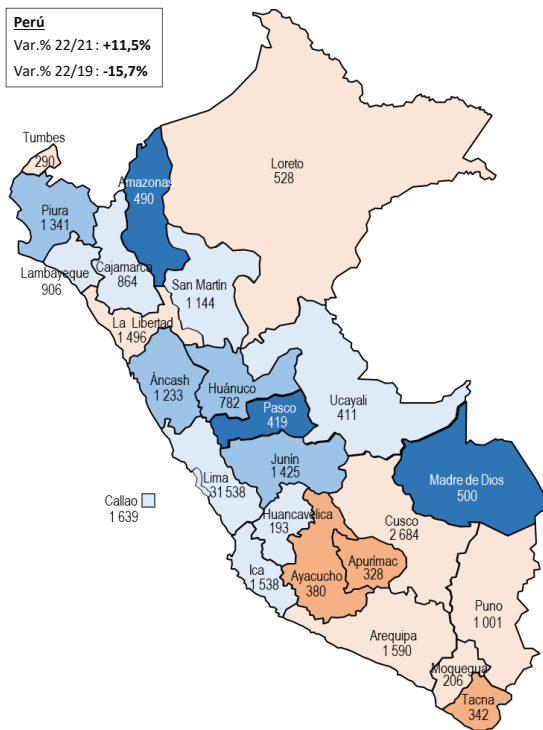 Perú
Var.% 22/21 : +11,5%
Var.% 22/19 : -15,7%
Tumbes
290
Loreto
528
Amazonas
490
Piura
1 341
Lambayeque
906
Cajamarca
864
San Martín
1 144
La Libertad
1 496
Áncash
1 233
Huánuco
782
Ucayali
411
Pasco
419
Junín
1 425
Madre de Dios
500
Lima
31 538
Callao
1 639
Huancavelica
193
Cusco
2 684
Ica
1 538
Ayacucho
380
Apurimac
328
Puno
1 001
Arequipa
1 590
Moquegua
206
Tacna
342